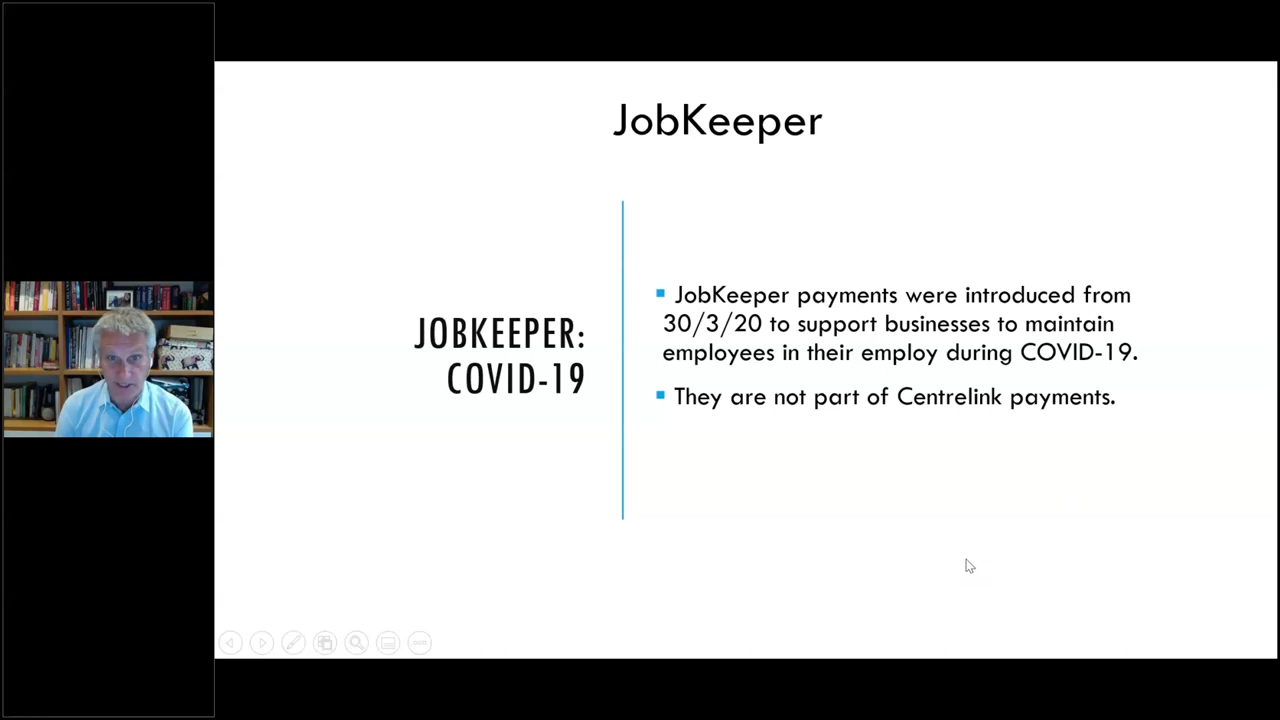 JobKeeper
JOBKEEPER:
COVID-19
JobKeeper payments were introduced from
30/3/20 to support businesses to maintain
employees in their employ during COVID-19.
They are not part of Centrelink payments.